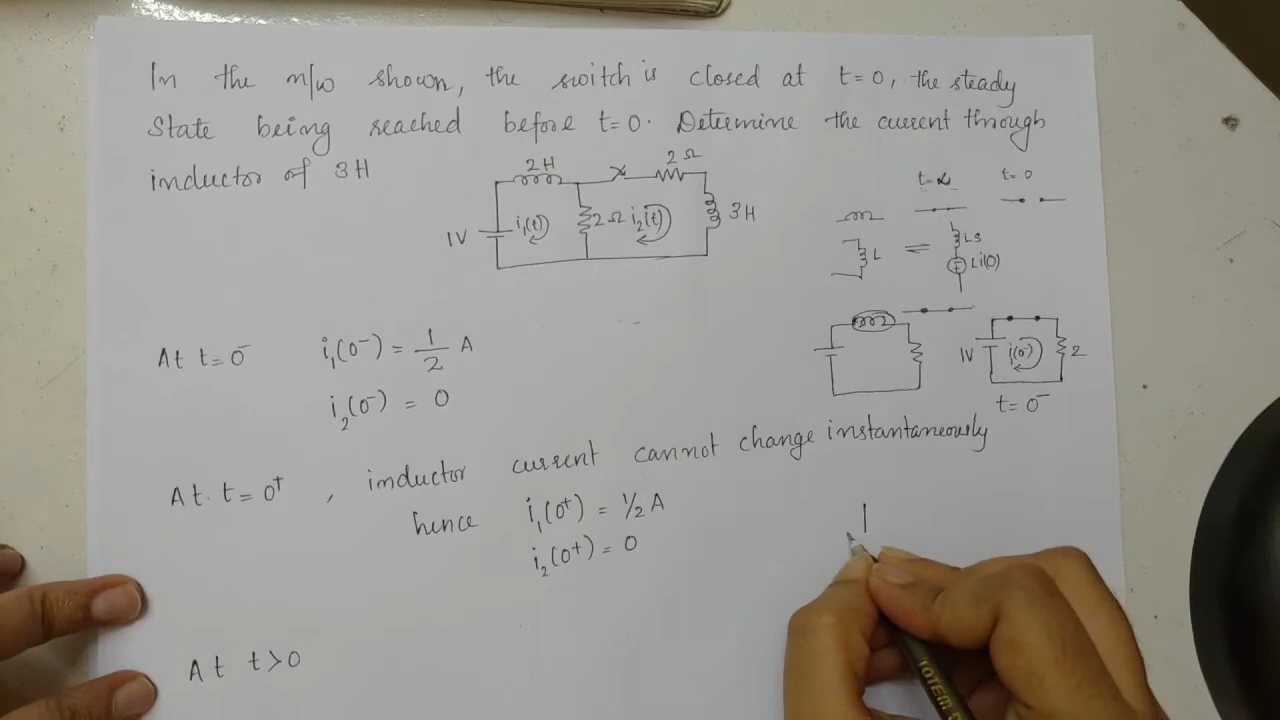 In the n/w shown, the switch is closed at t=0, the steady
State being reached before t=0. Determine the current through
inductor of 3H
2H
2Ω
1V
i₁(t)
2Ω
i₂(t)
3H
t=∝
t=0
L
⇌
LS
Li(0)
At t=0⁻ i₁(0⁻) = 1/2 A
i₂(0⁻) = 0
1V
i(0⁻)
2
t=0⁻
At. t=0⁺, inductor current cannot change instantaneously
hence i₁(0⁺) = ½ A
i₂(0⁺) = 0
At t>0
TOTEM